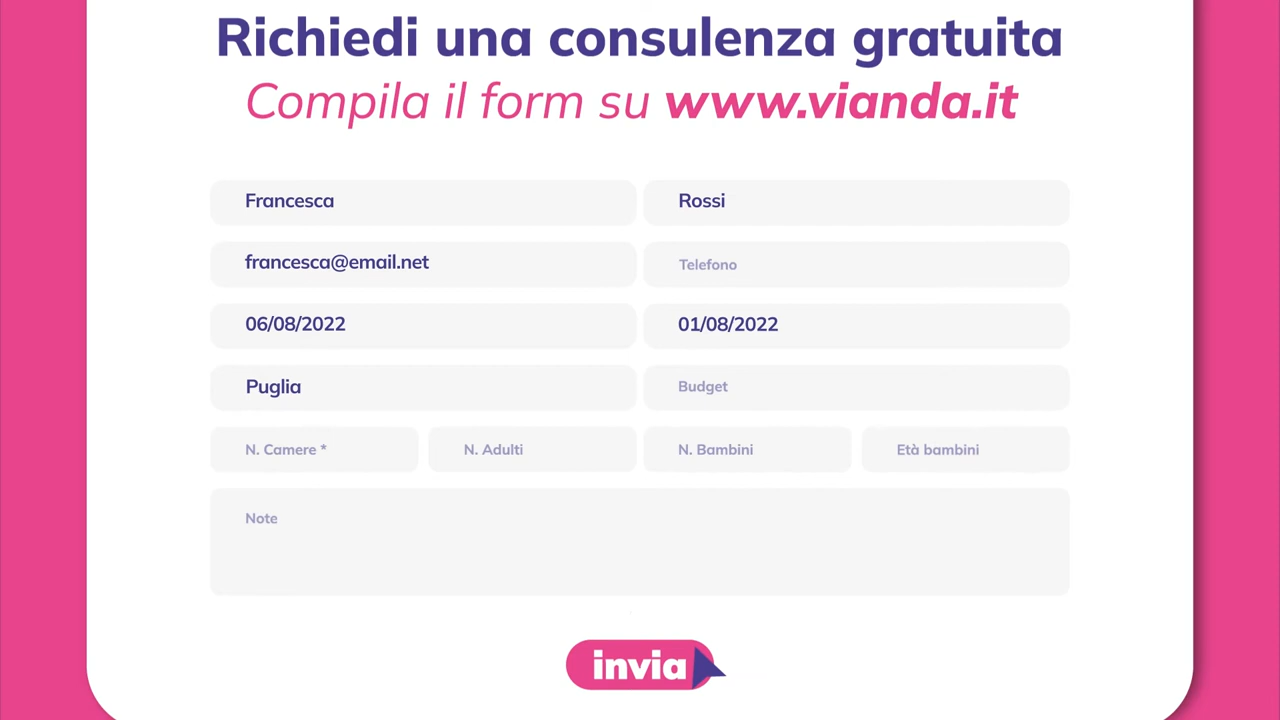 Richiedi una consulenza gratuita
Compila il form su www.vianda.it
Francesca
Rossi
francesca@email.net
Telefono
06/08/2022
01/08/2022
Puglia
Budget
N. Camere *
N. Adulti
N. Bambini
Età bambini
Note
invia